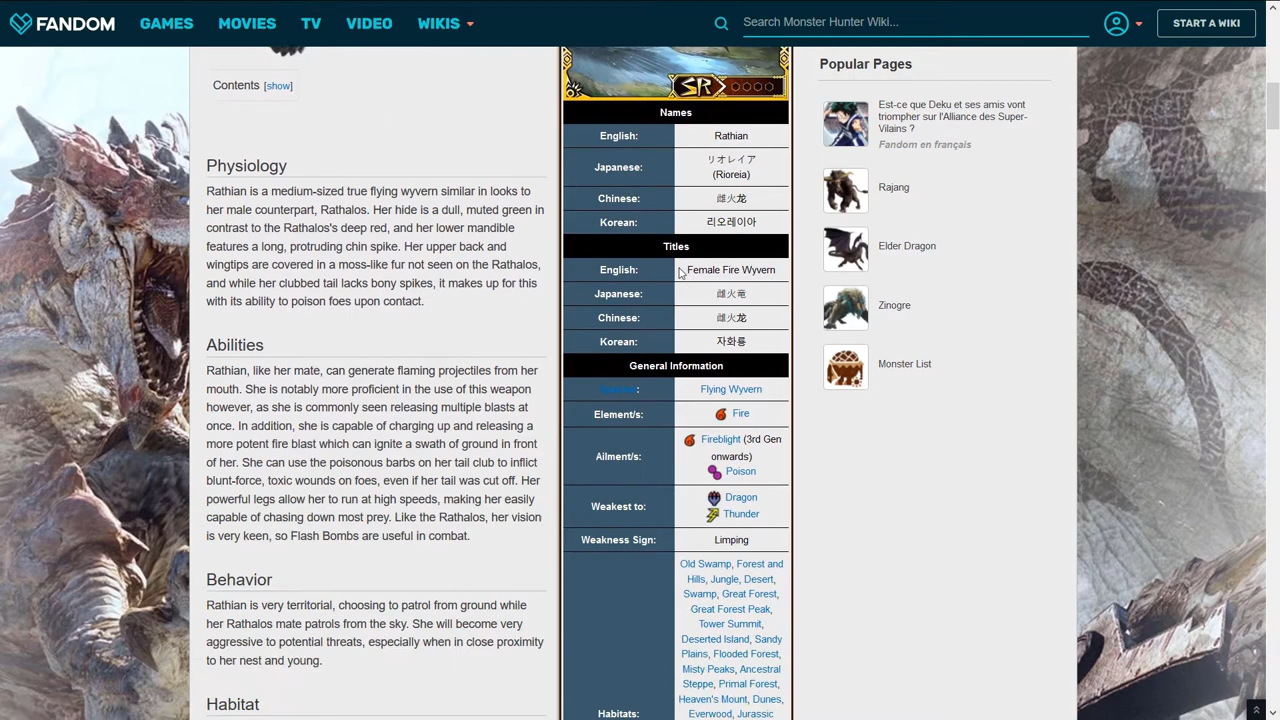 FANDOM
GAMES
MOVIES
TV
VIDEO
WIKIS
Search Monster Hunter Wiki...
START A WIKI
Contents [show]
Physiology
Rathian is a medium-sized true flying wyvern similar in looks to
her male counterpart, Rathalos. Her hide is a dull, muted green in
contrast to the Rathalos's deep red, and her lower mandible
features a long, protruding chin spike. Her upper back and
wingtips are covered in a moss-like fur not seen on the Rathalos,
and while her clubbed tail lacks bony spikes, it makes up for this
with its ability to poison foes upon contact.
Abilities
Rathian, like her mate, can generate flaming projectiles from her
mouth. She is notably more proficient in the use of this weapon
however, as she is commonly seen releasing multiple blasts at
once. In addition, she is capable of charging up and releasing a
more potent fire blast which can ignite a swath of ground in front
of her. She can use the poisonous barbs on her tail club to inflict
blunt-force, toxic wounds on foes, even if her tail was cut off. Her
powerful legs allow her to run at high speeds, making her easily
capable of chasing down most prey. Like the Rathalos, her vision
is very keen, so Flash Bombs are useful in combat.
Behavior
Rathian is very territorial, choosing to patrol from ground while
her Rathalos mate patrols from the sky. She will become very
aggressive to potential threats, especially when in close proximity
to her nest and young.
Habitat
SR
Names
English: Rathian
Japanese: リオレイア
(Rioreia)
Chinese: 雌火龙
Korean: 리오레이아
Titles
English: Female Fire Wyvern
Japanese: 雌火竜
Chinese: 雌火龙
Korean: 자화룡
General Information
: Flying Wyvern
Element/s: Fire
Ailment/s: Fireblight (3rd Gen
onwards)
Poison
Weakest to: Dragon
Thunder
Weakness Sign: Limping
Habitats: Old Swamp, Forest and
Hills, Jungle, Desert,
Swamp, Great Forest,
Great Forest Peak,
Tower Summit,
Deserted Island, Sandy
Plains, Flooded Forest,
Misty Peaks, Ancestral
Steppe, Primal Forest,
Heaven's Mount, Dunes,
Everwood, Jurassic
Popular Pages
Est-ce que Deku et ses amis vont
triompher sur l'Alliance des Super-
Vilains ?
Fandom en français
Rajang
Elder Dragon
Zinogre
Monster List